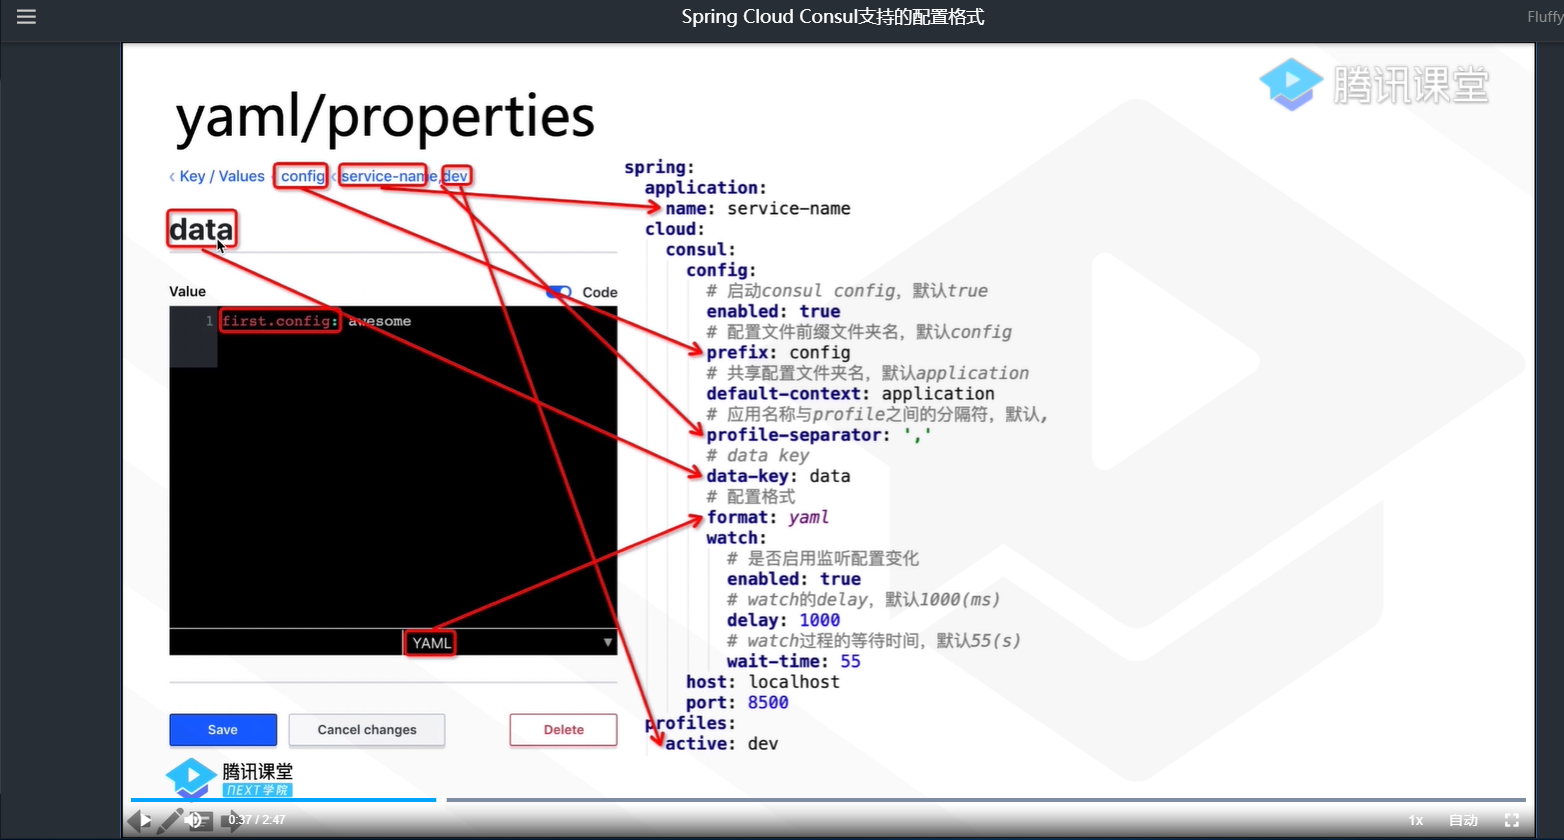 Spring Cloud Consul支持的配置格式
Fluffy
腾讯课堂
yaml/properties
‹ Key / Values ‹ config ‹ service-name,dev
data
Value
Code
1 first.config: awesome
YAML
Save
Cancel changes
Delete
spring:
application:
name: service-name
cloud:
consul:
config:
# 启动consul config，默认true
enabled: true
# 配置文件前缀文件夹名，默认config
prefix: config
# 共享配置文件夹名，默认application
default-context: application
# 应用名称与profile之间的分隔符，默认,
profile-separator: ','
# data key
data-key: data
# 配置格式
format: yaml
watch:
# 是否启用监听配置变化
enabled: true
# watch的delay，默认1000(ms)
delay: 1000
# watch过程的等待时间，默认55(s)
wait-time: 55
host: localhost
port: 8500
profiles:
active: dev
腾讯课堂
NEXT学院
0:37 / 2:47
1x
自动